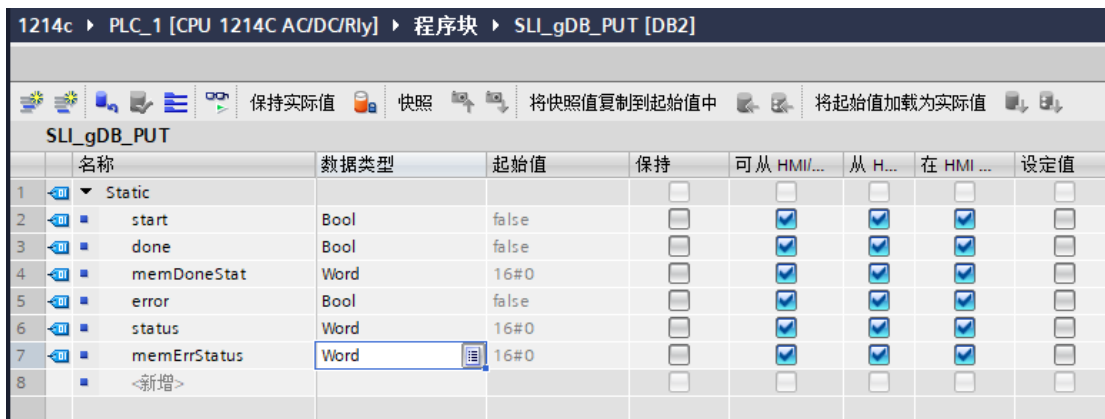 1214c ▸ PLC_1 [CPU 1214C AC/DC/Rly] ▸ 程序块 ▸ SLI_gDB_PUT [DB2]
保持实际值 快照 将快照值复制到起始值中 将起始值加载为实际值
SLI_gDB_PUT
名称 数据类型 起始值 保持 可从 HMI/... 从 H... 在 HMI ... 设定值
1 Static
2 start Bool false
3 done Bool false
4 memDoneStat Word 16#0
5 error Bool false
6 status Word 16#0
7 memErrStatus Word 16#0
8 <新增>